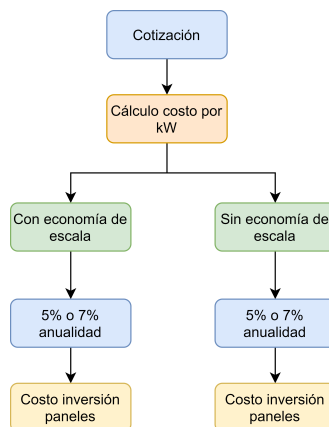 Cotización
Cálculo costo por
kW
Con economía de
escala
Sin economía de
escala
5% o 7%
anualidad
5% o 7%
anualidad
Costo inversión
paneles
Costo inversión
paneles